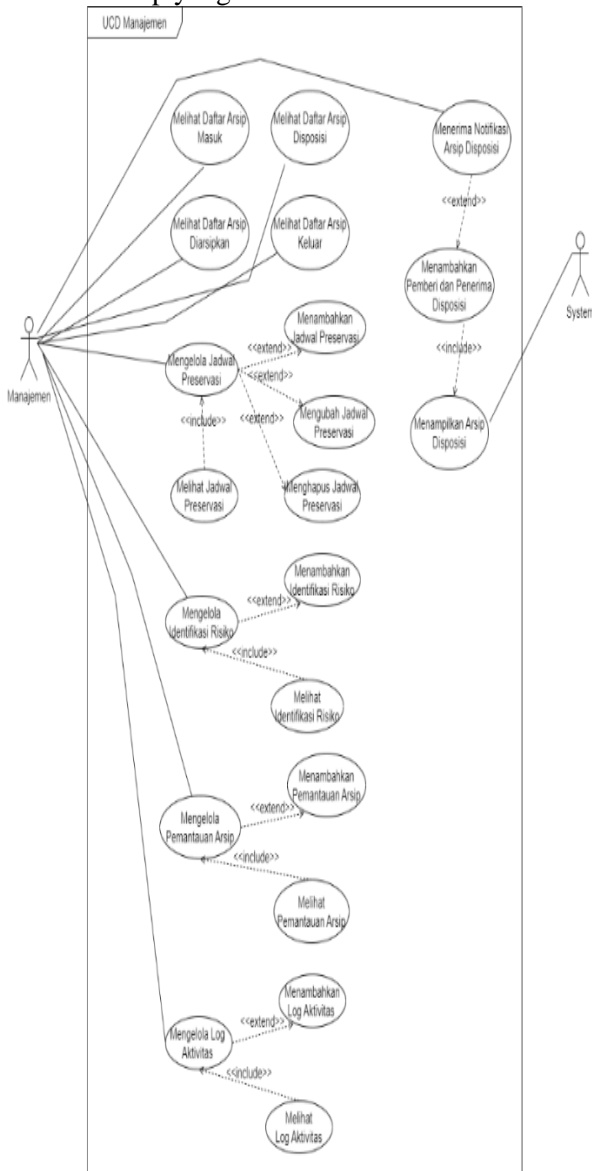 UCD Manajemen
Melihat Daftar Arsip
Masuk
Melihat Daftar Arsip
Disposisi
Menerima Notifikasi
Arsip Disposisi
<<extend>>
Melihat Daftar Arsip
Diarsipkan
Melihat Daftar Arsip
Keluar
Menambahkan
Pemberi dan Penerima
Disposisi
System
<<include>>
Manajemen
Mengelola Jadwal
Preservasi
<<extend>>
Menambahkan
Jadwal Preservasi
<<extend>>
Mengubah Jadwal
Preservasi
<<include>>
<<extend>>
Menampilkan Arsip
Disposisi
Melihat Jadwal
Preservasi
Menghapus Jadwal
Preservasi
Menambahkan
Identifikasi Risiko
<<extend>>
Mengelola
Identifikasi Risiko
<<include>>
Melihat
Identifikasi Risiko
Menambahkan
Pemantauan Arsip
<<extend>>
Mengelola
Pemantauan Arsip
<<include>>
Melihat
Pemantauan Arsip
Menambahkan
Log Aktivitas
<<extend>>
Mengelola Log
Aktivitas
<<include>>
Melihat
Log Aktivitas